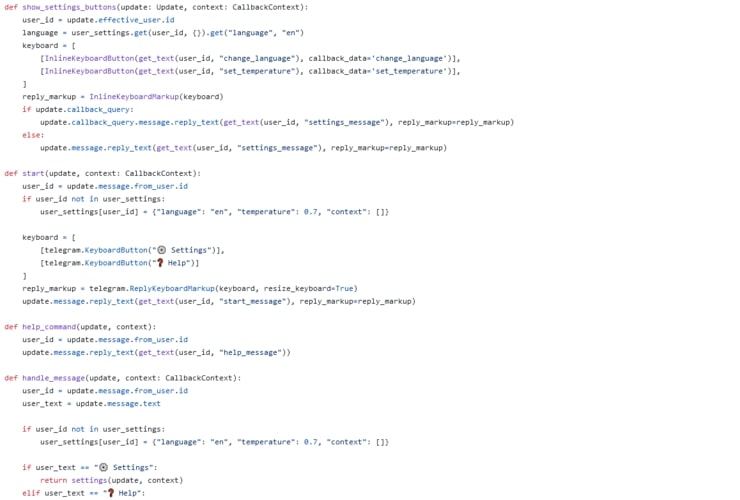 def show_settings_buttons(update: Update, context: CallbackContext):
    user_id = update.effective_user.id
    language = user_settings.get(user_id, {}).get("language", "en")
    keyboard = [
        [InlineKeyboardButton(get_text(user_id, "change_language"), callback_data='change_language')],
        [InlineKeyboardButton(get_text(user_id, "set_temperature"), callback_data='set_temperature')],
    ]
    reply_markup = InlineKeyboardMarkup(keyboard)
    if update.callback_query:
        update.callback_query.message.reply_text(get_text(user_id, "settings_message"), reply_markup=reply_markup)
    else:
        update.message.reply_text(get_text(user_id, "settings_message"), reply_markup=reply_markup)
def start(update, context: CallbackContext):
    user_id = update.message.from_user.id
    if user_id not in user_settings:
        user_settings[user_id] = {"language": "en", "temperature": 0.7, "context": []}
    keyboard = [
        [telegram.KeyboardButton("⚙️ Settings")],
        [telegram.KeyboardButton("❓ Help")]
    ]
    reply_markup = telegram.ReplyKeyboardMarkup(keyboard, resize_keyboard=True)
    update.message.reply_text(get_text(user_id, "start_message"), reply_markup=reply_markup)
def help_command(update, context):
    user_id = update.message.from_user.id
    update.message.reply_text(get_text(user_id, "help_message"))
def handle_message(update, context: CallbackContext):
    user_id = update.message.from_user.id
    user_text = update.message.text
    if user_id not in user_settings:
        user_settings[user_id] = {"language": "en", "temperature": 0.7, "context": []}
    if user_text == "⚙️ Settings":
        return settings(update, context)
    elif user_text == "❓ Help":